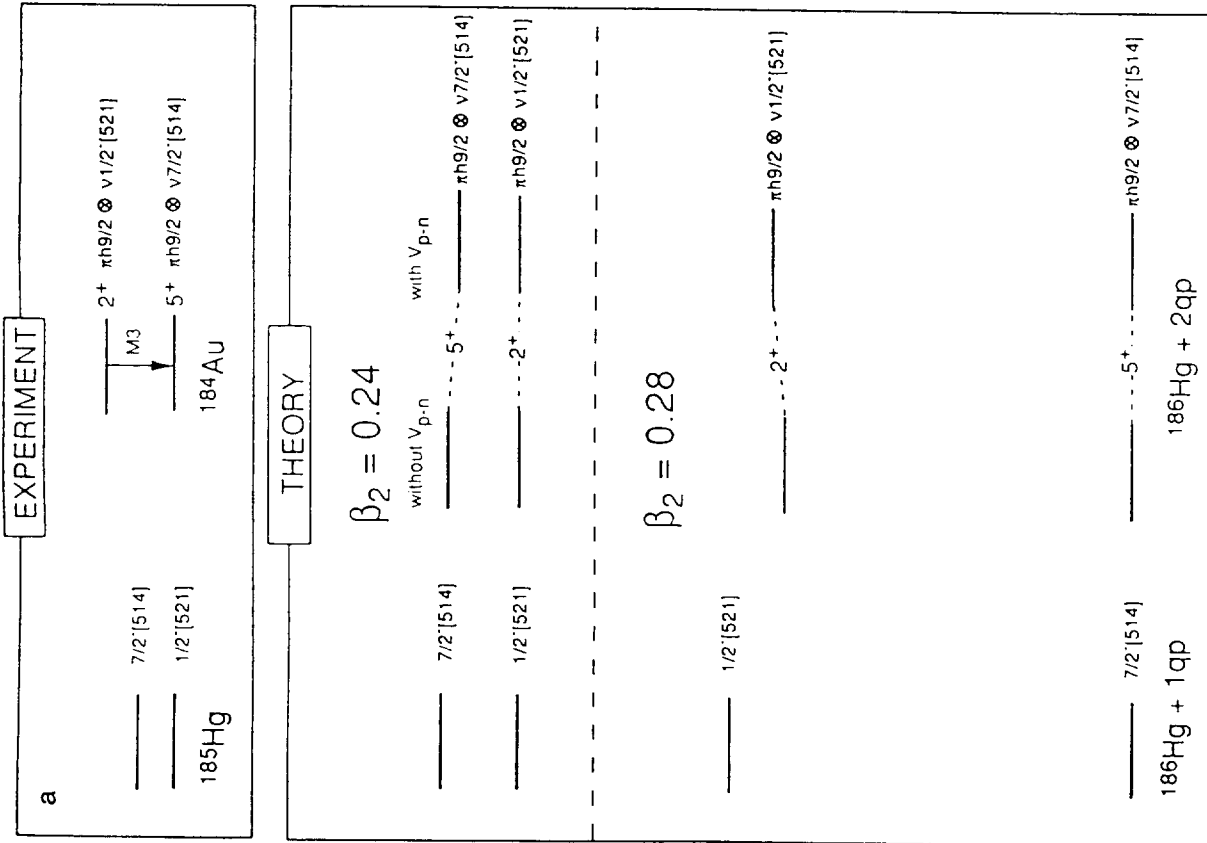 EXPERIMENT
a
2+ πh9/2 ⊗ ν1/2-[521]
7/2-[514]
M3
1/2-[521]
5+ πh9/2 ⊗ ν7/2-[514]
185Hg
184Au
THEORY
β2 = 0.24
without Vp-n
with Vp-n
7/2-[514]
5+
πh9/2 ⊗ ν7/2-[514]
1/2-[521]
2+
πh9/2 ⊗ ν1/2-[521]
β2 = 0.28
1/2-[521]
2+
πh9/2 ⊗ ν1/2-[521]
7/2-[514]
5+
πh9/2 ⊗ ν7/2-[514]
186Hg + 1qp
186Hg + 2qp